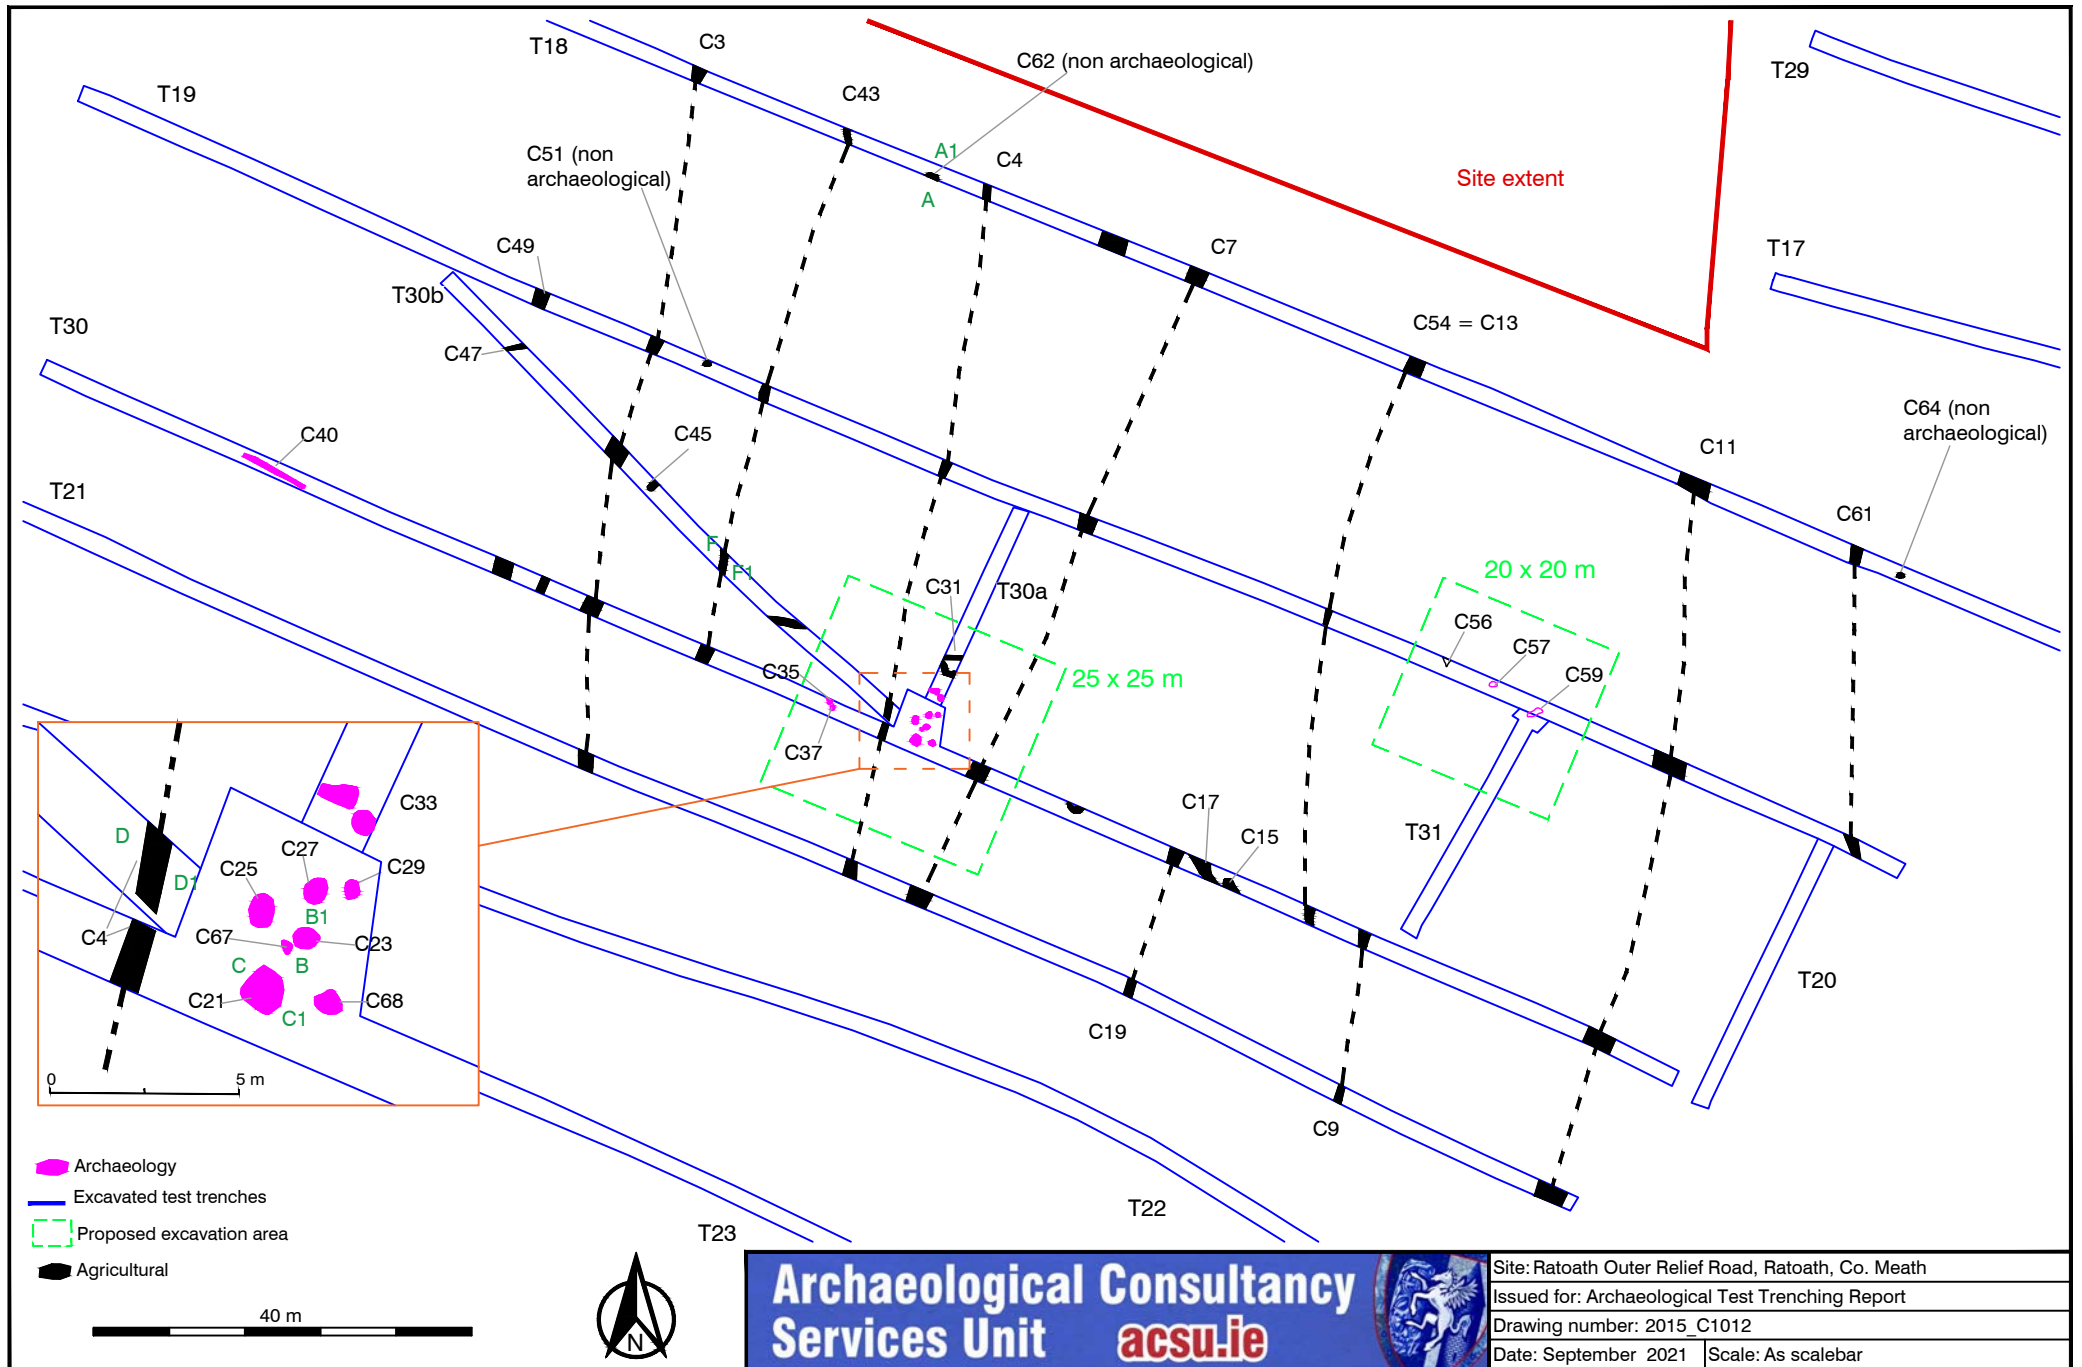 T18
C3
C62 (non archaeological)
T29
T19
C43
A1
C4
C51 (non
archaeological)
A
Site extent
C49
C7
T17
T30b
T30
C54 = C13
C47
C64 (non
archaeological)
C40
C45
C11
T21
C61
F
F1
20 x 20 m
C31
T30a
C56
C57
C35
25 x 25 m
C59
C37
C33
C17
T31
C15
D
C27
C25
C29
D1
B1
C67
C23
C4
C
B
C21
C68
C1
T20
C19
0
5 m
C9
Archaeology
Excavated test trenches
T22
Proposed excavation area
T23
Agricultural
40 m
N
Archaeological Consultancy
Services Unit acsu.ie
Site: Ratoath Outer Relief Road, Ratoath, Co. Meath
Issued for: Archaeological Test Trenching Report
Drawing number: 2015_C1012
Date: September 2021
Scale: As scalebar